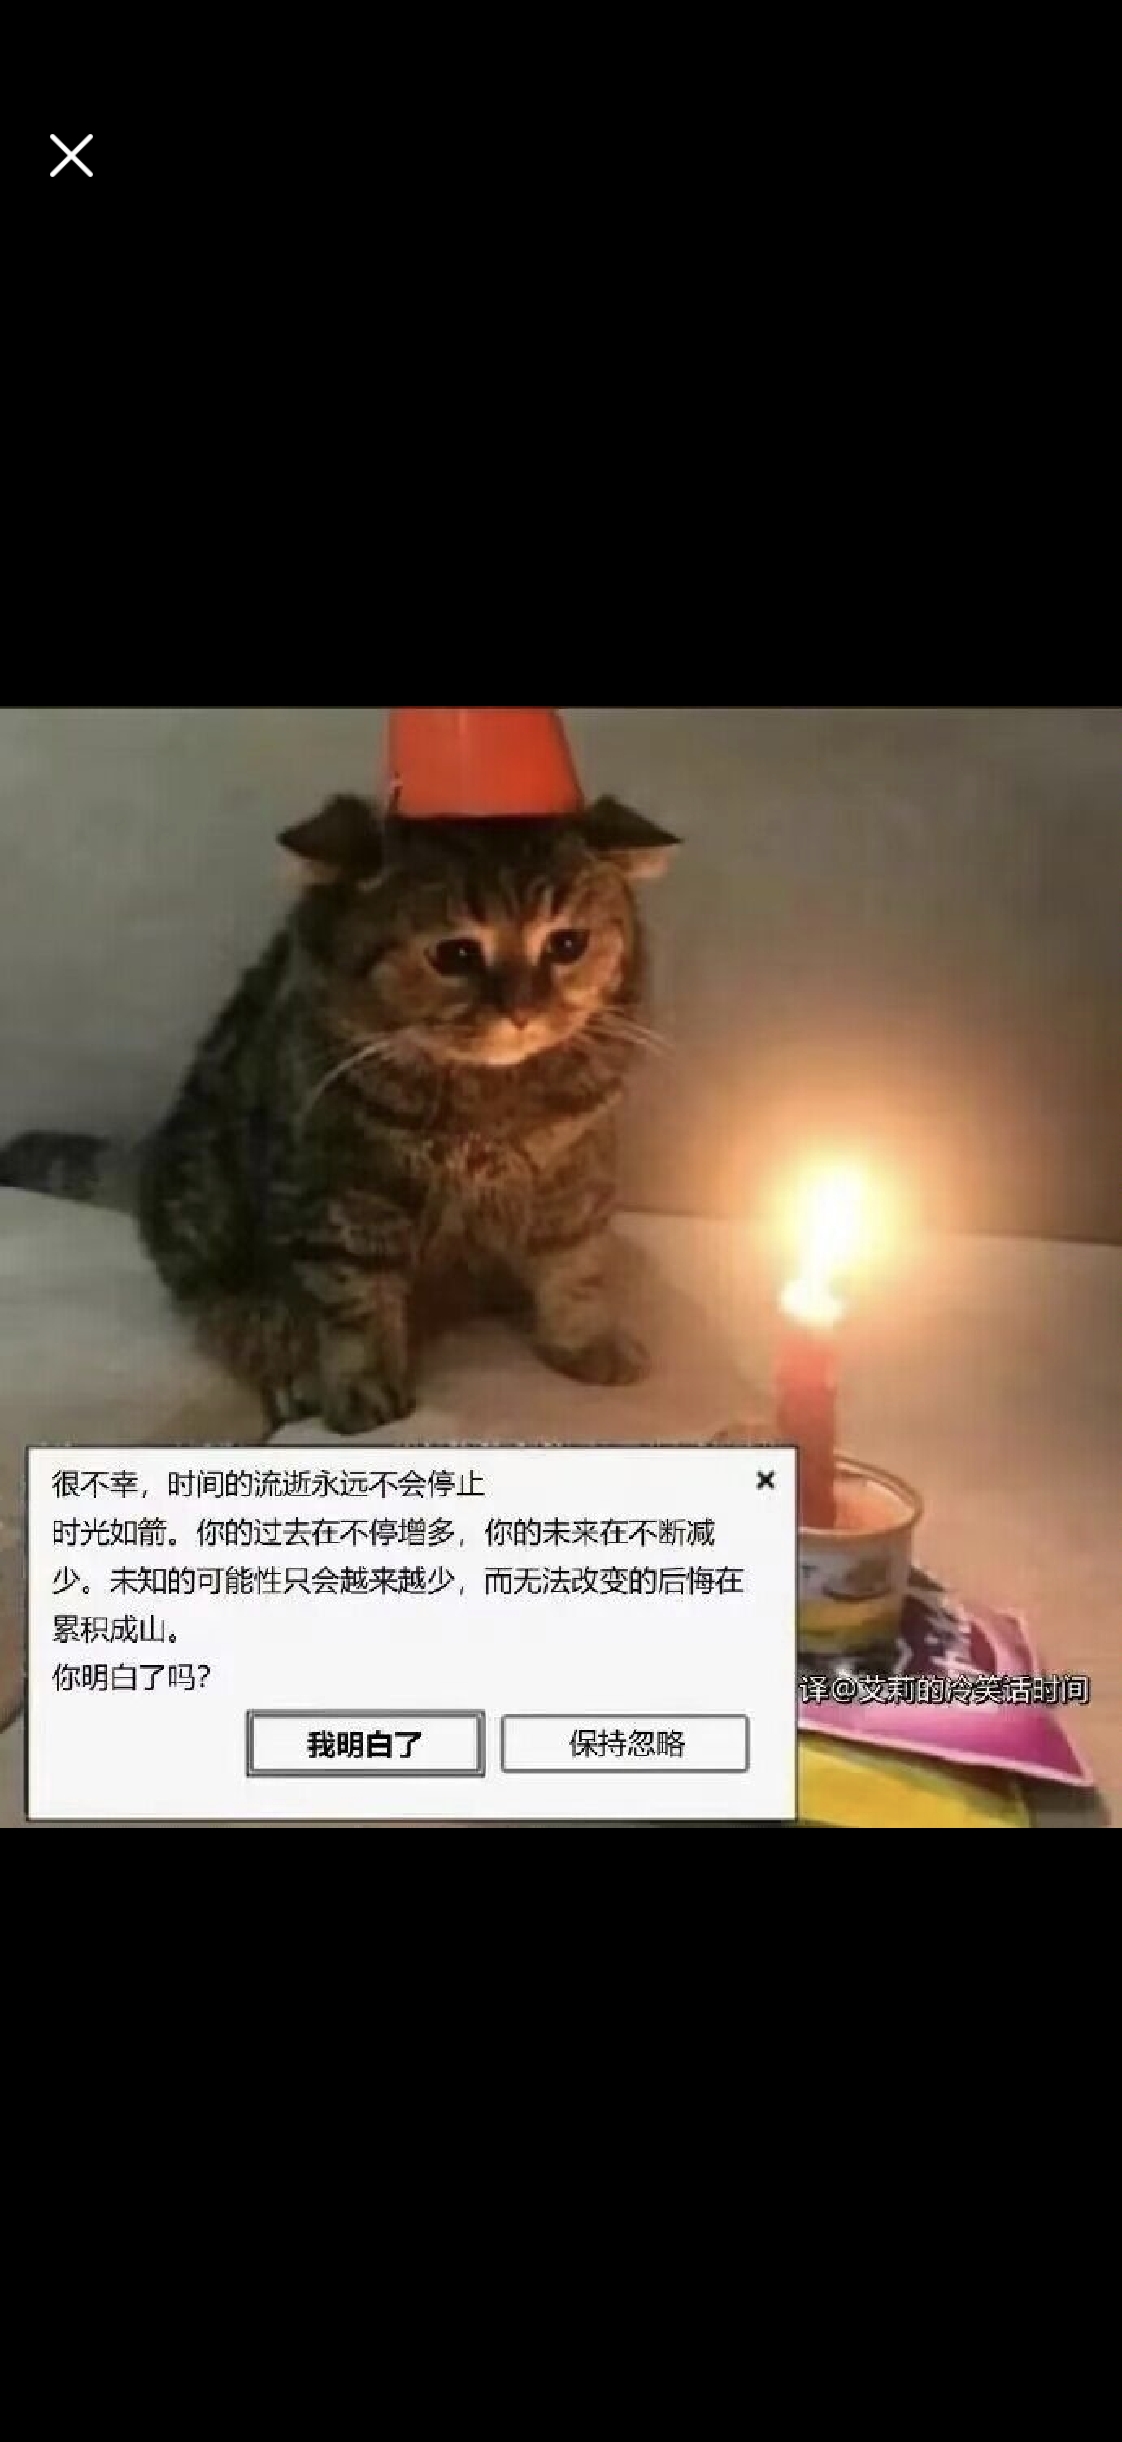 很不幸，时间的流逝永远不会停止
时光如箭。你的过去在不停增多，你的未来在不断减
少。未知的可能性只会越来越少，而无法改变的后悔在
累积成山。
你明白了吗？
译@艾莉的冷笑话时间
我明白了
保持忽略